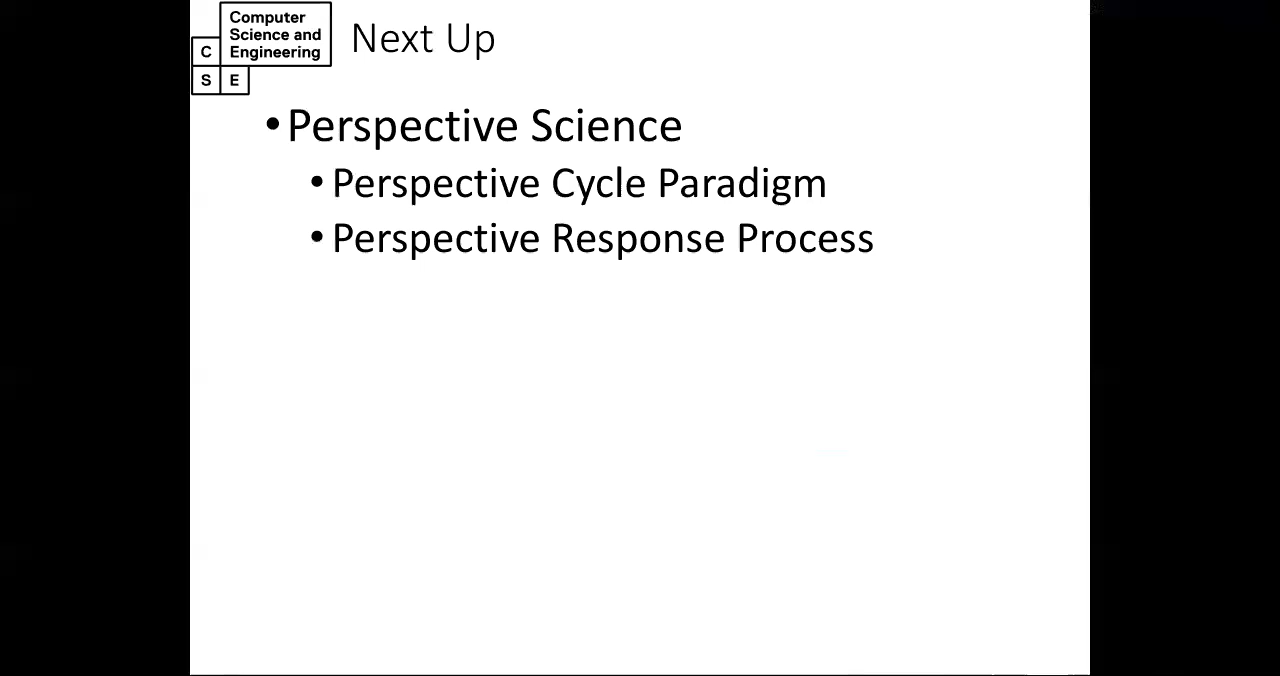 Computer
Science and
Engineering
C
S E
Next Up
•Perspective Science
•Perspective Cycle Paradigm
•Perspective Response Process